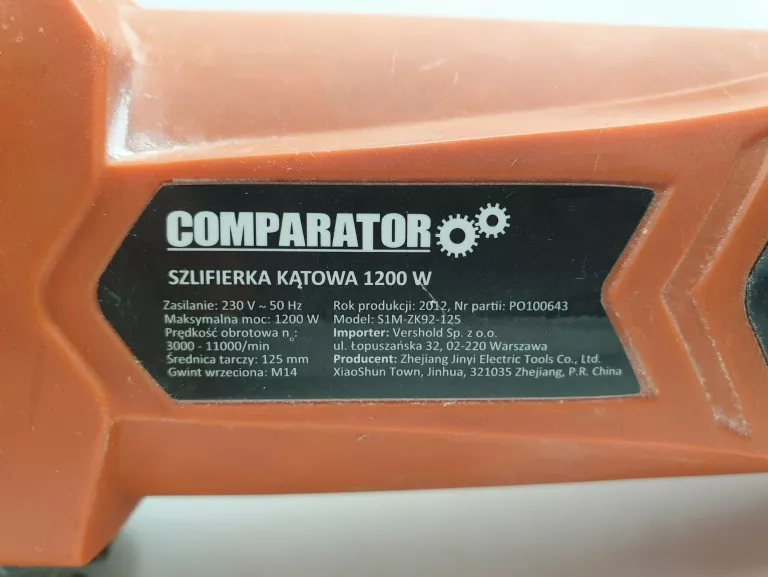 COMPARATOR
SZLIFIERKA KĄTOWA 1200 W
Zasilanie: 230 V ~ 50 Hz
Maksymalna moc: 1200 W
Prędkość obrotowa n₀:
3000 - 11000/min
Średnica tarczy: 125 mm
Gwint wrzeciona: M14
Rok produkcji: 2012, Nr partii: PO100643
Model: S1M-ZK92-125
Importer: Vershold Sp. z o.o.
ul. Łopuszańska 32, 02-220 Warszawa
Producent: Zhejiang Jinyi Electric Tools Co., Ltd.
XiaoShun Town, Jinhua, 321035 Zhejiang, P.R. China